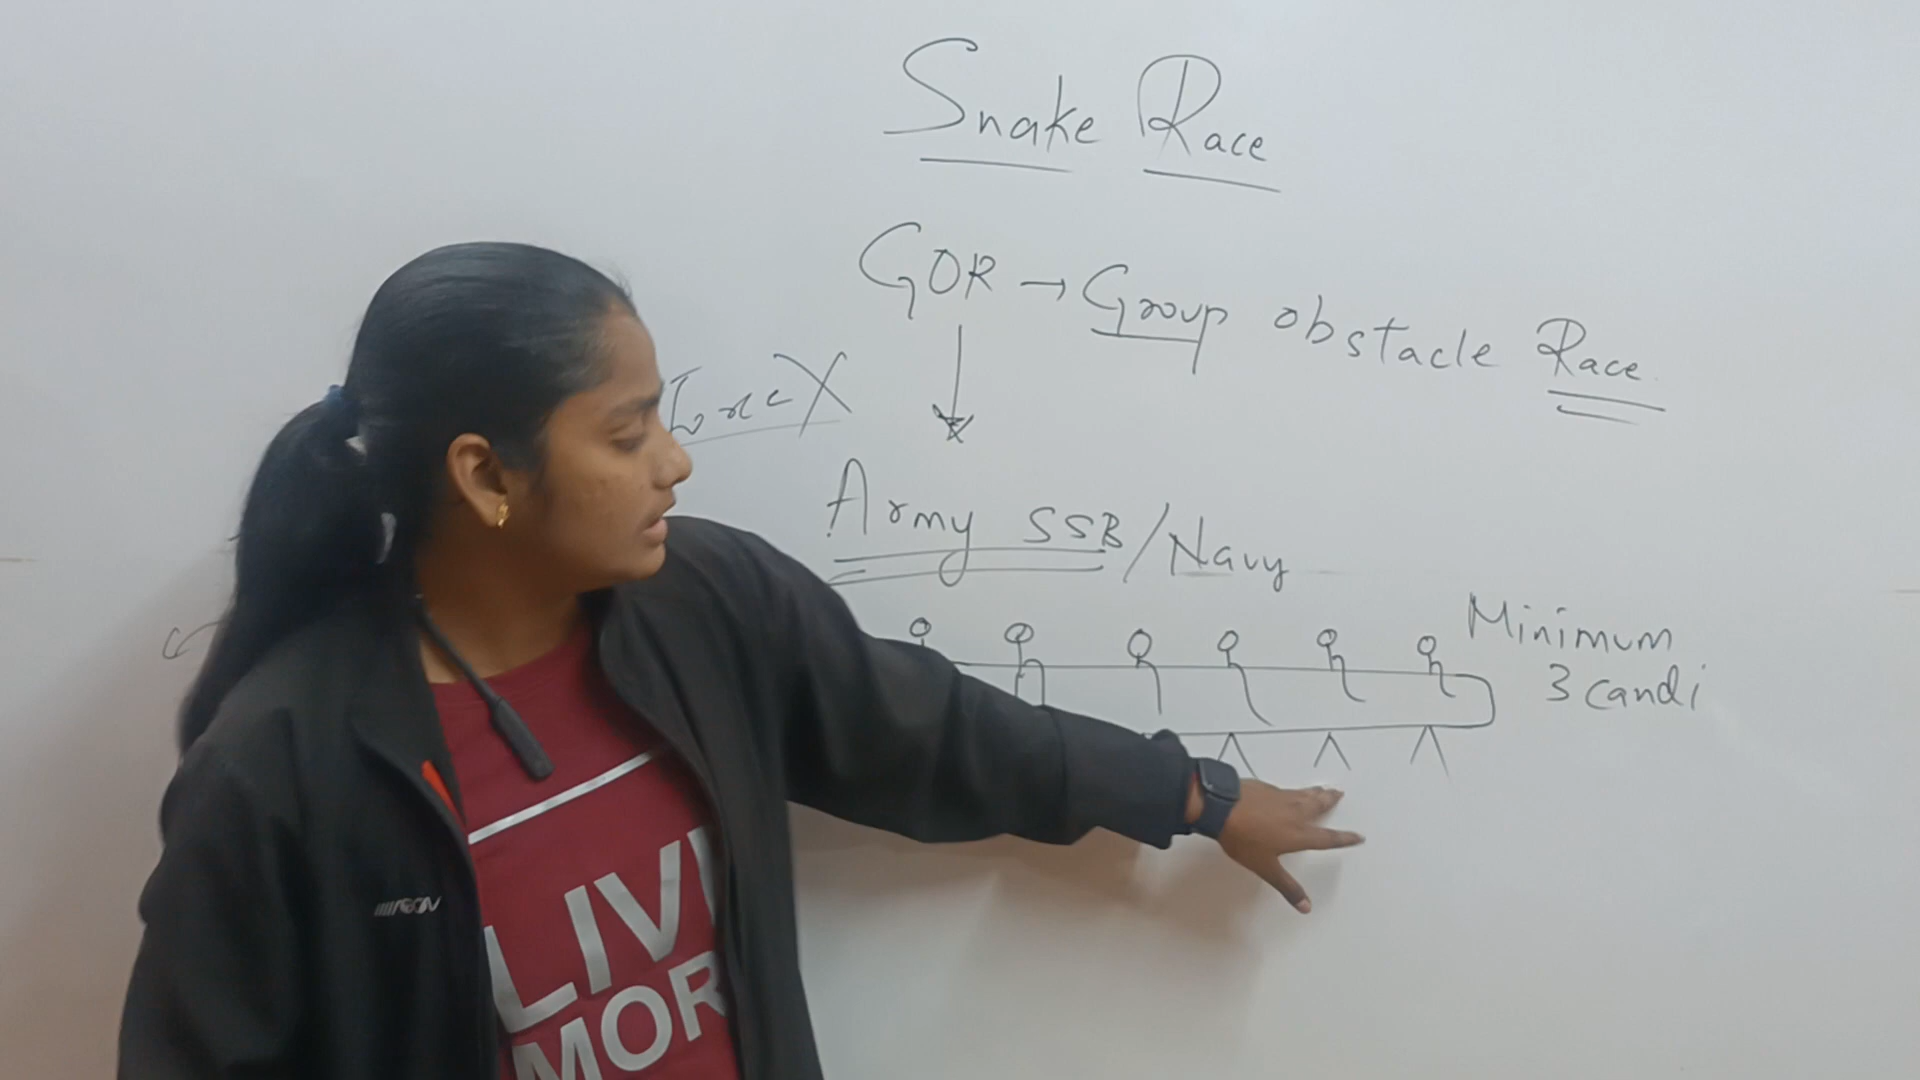 Snake Race
GOR → Group obstacle Race
X
Army SSB/Navy
Minimum
3 candi
LIV
MOR